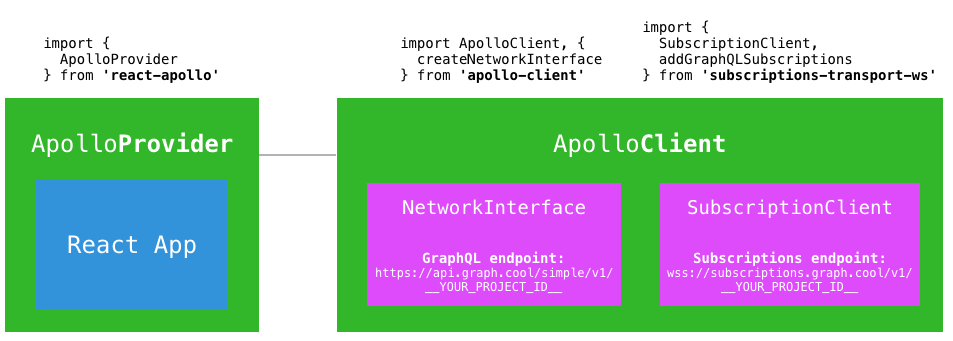 import {
  ApolloProvider
} from 'react-apollo'
import ApolloClient, {
  createNetworkInterface
} from 'apollo-client'
import {
  SubscriptionClient,
  addGraphQLSubscriptions
} from 'subscriptions-transport-ws'
ApolloProvider
React App
ApolloClient
NetworkInterface
GraphQL endpoint:
https://api.graph.cool/simple/v1/
__YOUR_PROJECT_ID__
SubscriptionClient
Subscriptions endpoint:
wss://subscriptions.graph.cool/v1/
__YOUR_PROJECT_ID__